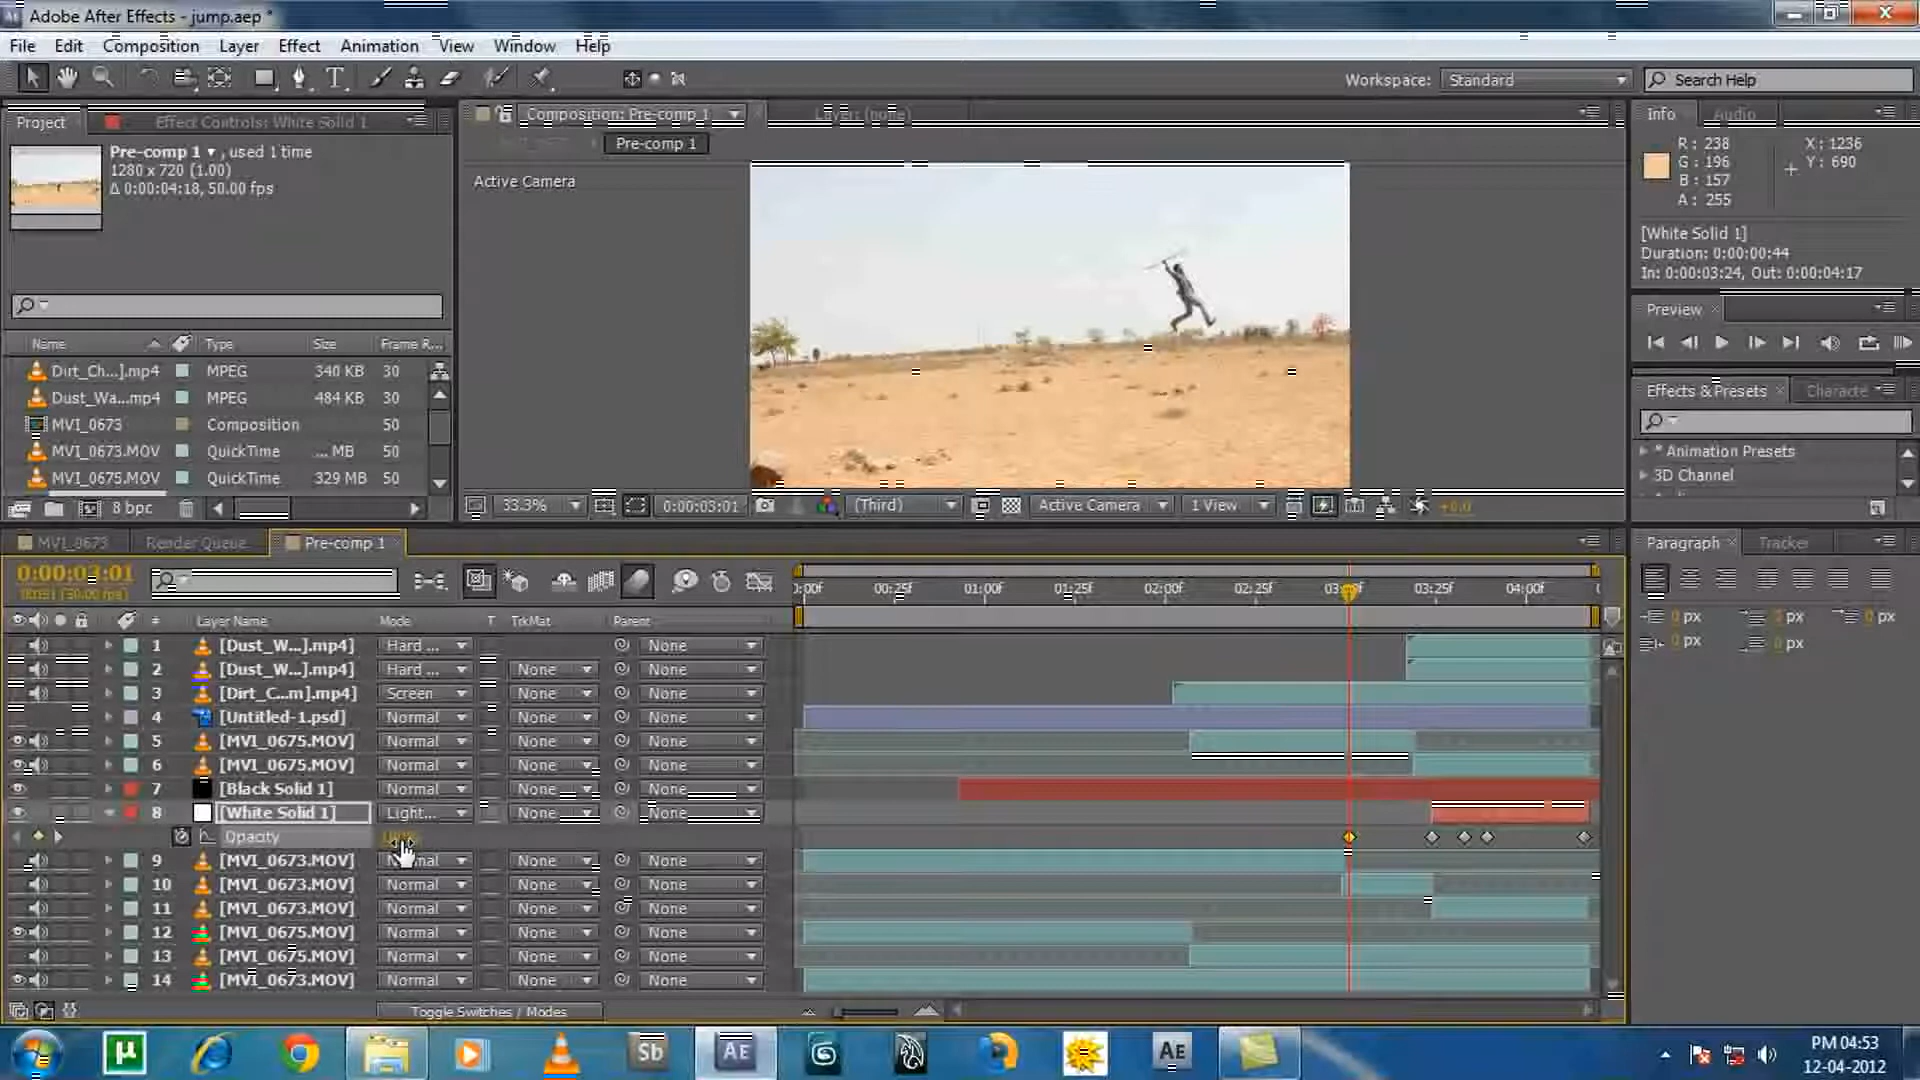 Adobe After Effects - jump.aep *
File Edit Composition Layer Effect Animation View Window Help
Workspace: Standard Search Help
Project Effect Controls: White Solid 1
Pre-comp 1 ▾ , used 1 time
1280 x 720 (1.00)
Δ 0:00:04:18, 50.00 fps
Name Type Size Frame R...
Dirt_Ch...].mp4 MPEG 340 KB 30
Dust_Wa...mp4 MPEG 484 KB 30
MVI_0673 Composition 50
MVI_0673.MOV QuickTime ... MB 50
MVI_0675.MOV QuickTime 329 MB 50
8 bpc
Composition: Pre-comp 1 Layer: (none)
Pre-comp 1
Active Camera
33.3% 0:00:03:01 (Third) Active Camera 1 View +0.0
Info Audio
R: 238 X: 1236
G: 196 Y: 690
B: 157
A: 255
[White Solid 1]
Duration: 0:00:00:44
In: 0:00:03:24, Out: 0:00:04:17
Preview
Effects & Presets Characte
* Animation Presets
3D Channel
Paragraph Tracker
0 px 0 px 0 px
0 px 0 px
MVI_0673 Render Queue Pre-comp 1
0:00:03:01
:00f 00:25f 01:00f 01:25f 02:00f 02:25f 03:00f 03:25f 04:00f
# Layer Name Mode T TrkMat Parent
1 [Dust_W...].mp4] Hard ... None
2 [Dust_W...].mp4] Hard ... None None
3 [Dirt_C...m].mp4] Screen None None
4 [Untitled-1.psd] Normal None None
5 [MVI_0675.MOV] Normal None None
6 [MVI_0675.MOV] Normal None None
7 [Black Solid 1] Normal None None
8 [White Solid 1] Light... None None
Opacity
9 [MVI_0673.MOV] Normal None None
10 [MVI_0673.MOV] Normal None None
11 [MVI_0673.MOV] Normal None None
12 [MVI_0675.MOV] Normal None None
13 [MVI_0675.MOV] Normal None None
14 [MVI_0673.MOV] Normal None None
Toggle Switches / Modes
µ Sb AE AE
PM 04:53
12-04-2012